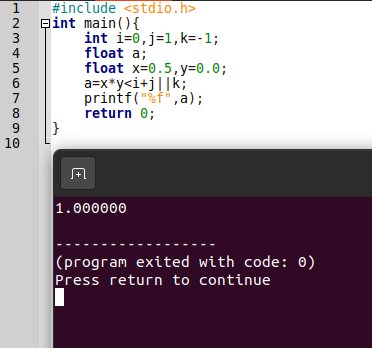 1 #include <stdio.h>
2 int main(){
3 int i=0,j=1,k=-1;
4 float a;
5 float x=0.5,y=0.0;
6 a=x*y<i+j||k;
7 printf("%f",a);
8 return 0;
9 }
10
1.000000
------------------
(program exited with code: 0)
Press return to continue